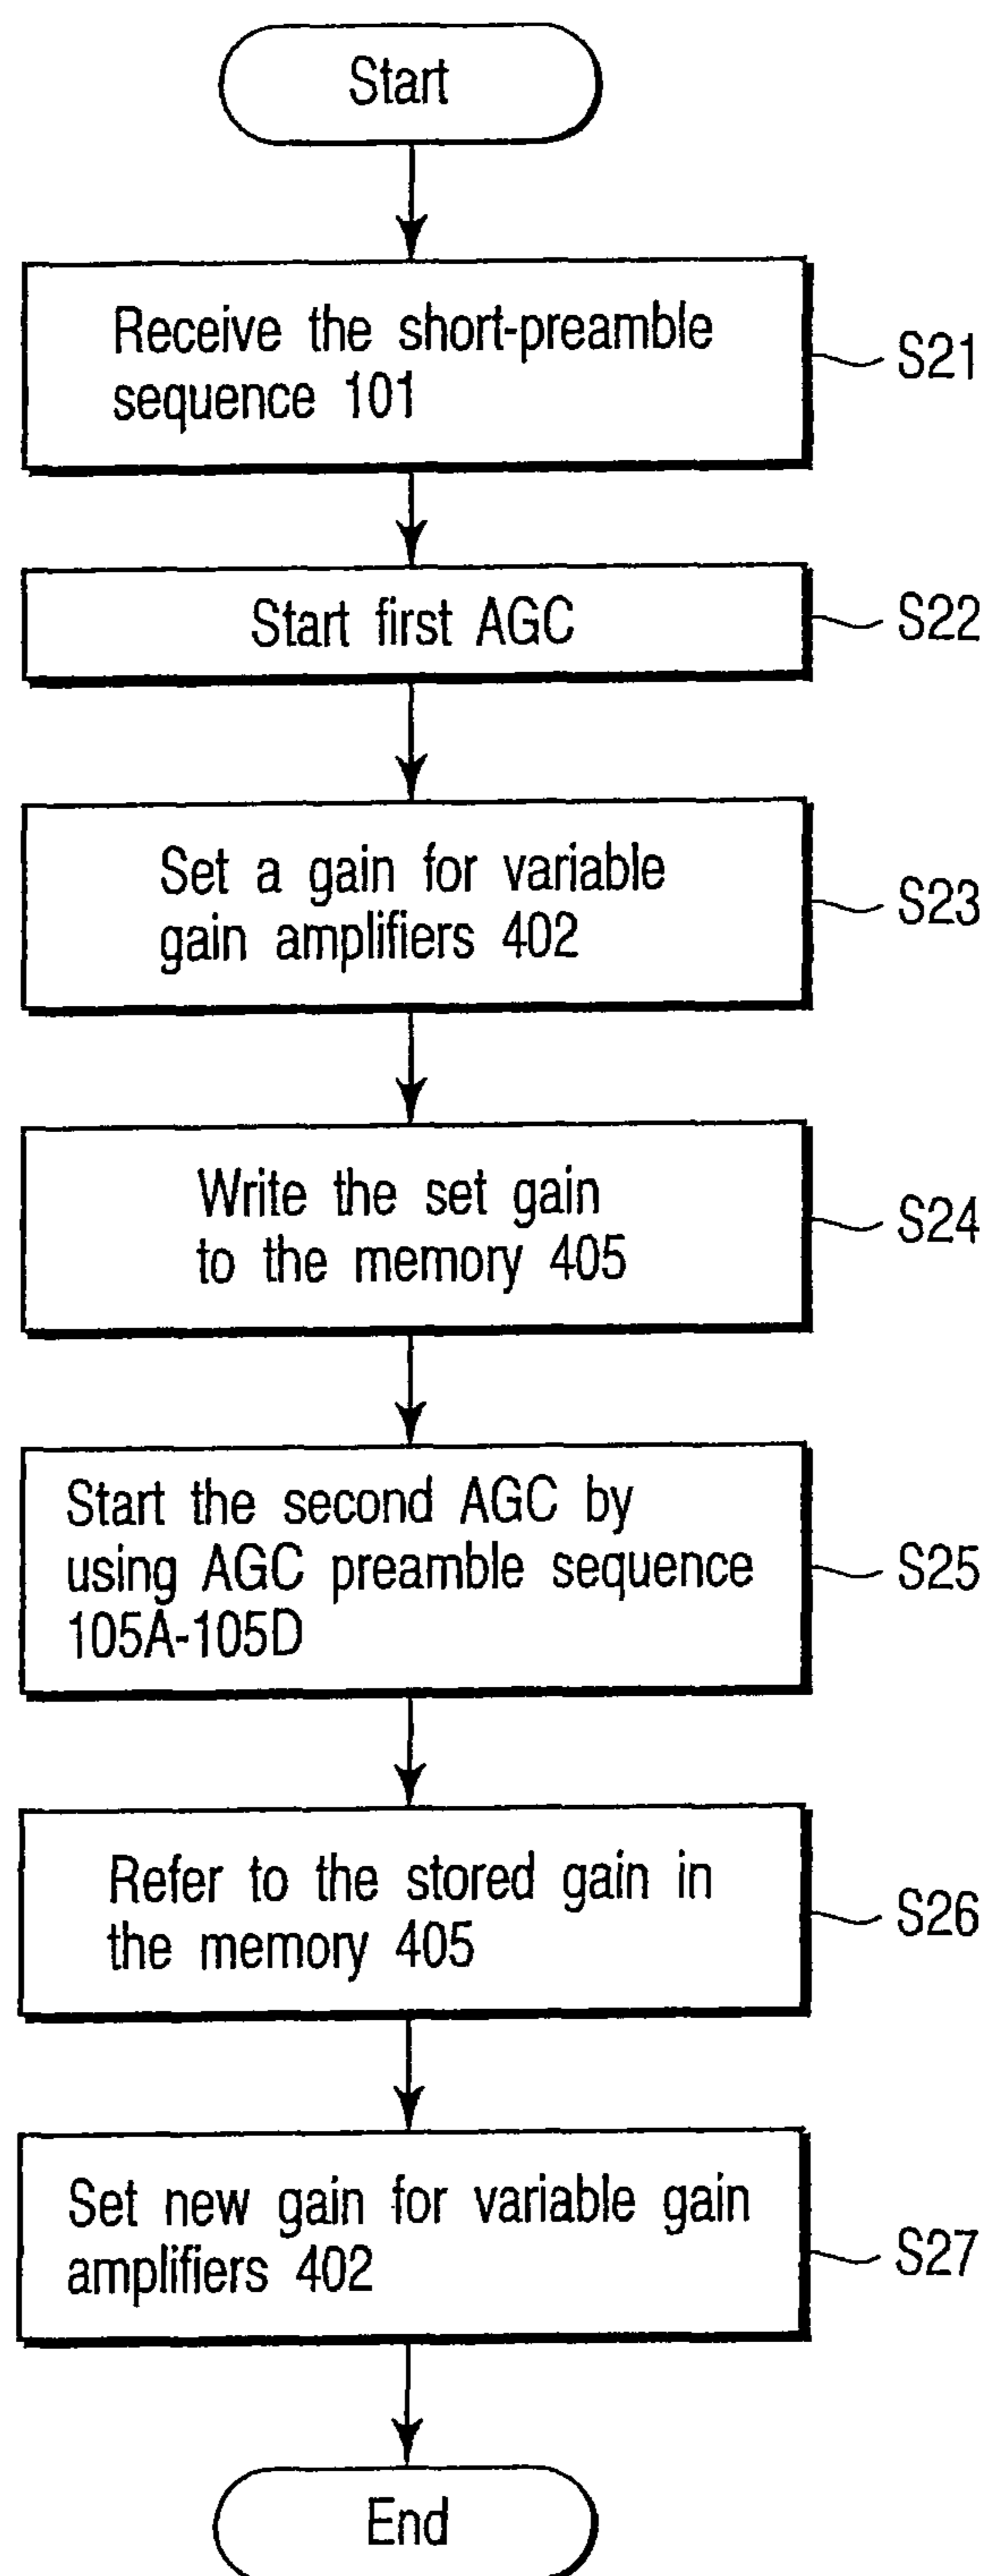 Start
Receive the short-preamble
sequence 101
S21
Start first AGC
S22
Set a gain for variable
gain amplifiers 402
S23
Write the set gain
to the memory 405
S24
Start the second AGC by
using AGC preamble sequence
105A-105D
S25
Refer to the stored gain in
the memory 405
S26
Set new gain for variable gain
amplifiers 402
S27
End